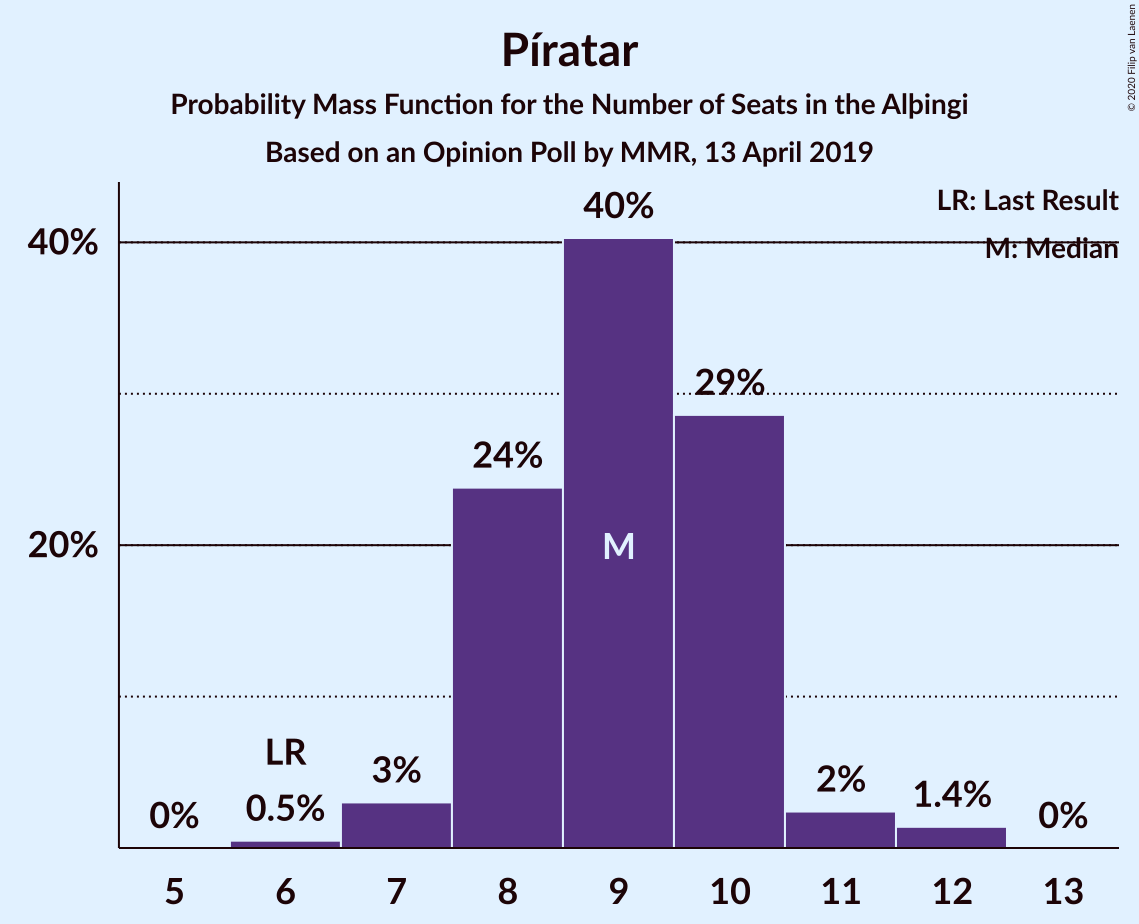 Píratar
Probability Mass Function for the Number of Seats in the Alþingi
Based on an Opinion Poll by MMR, 13 April 2019
© 2020 Filip van Laenen
LR: Last Result
M: Median
40%
20%
40%
29%
24%
M
LR
3%
2%
1.4%
0.5%
0%
0%
5 6 7 8 9 10 11 12 13